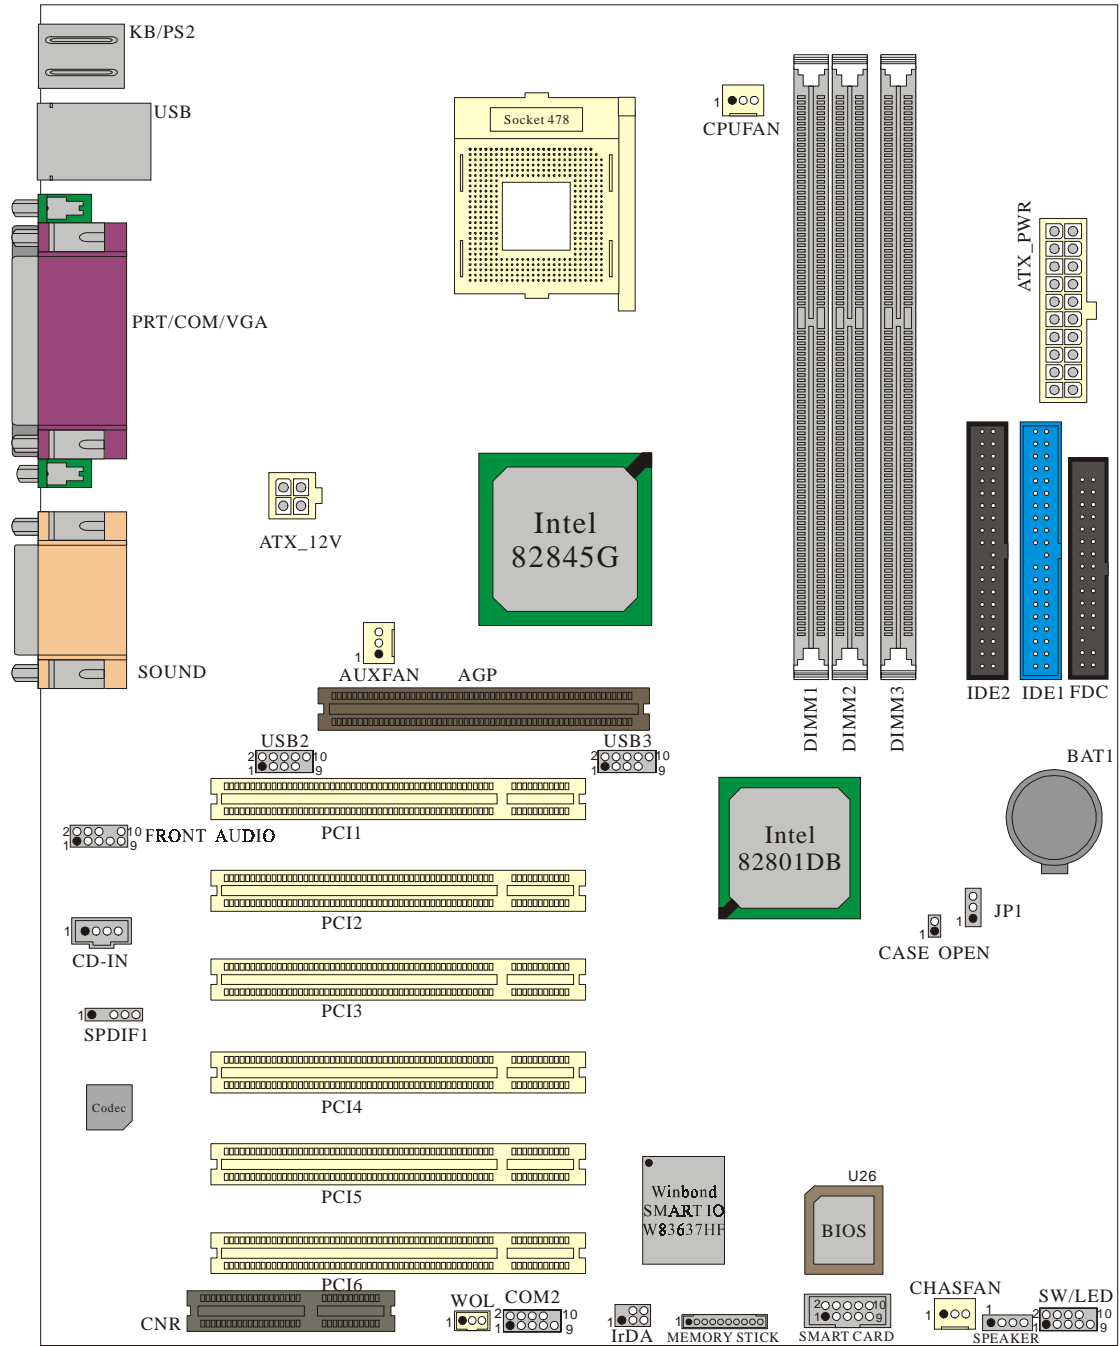 KB/PS2
USB
Socket 478
1
CPUFAN
ATX_PWR
PRT/COM/VGA
ATX_12V
Intel
82845G
SOUND
1
AUXFAN
AGP
DIMM1
DIMM2
DIMM3
IDE2
IDE1
FDC
USB2
2 10
1 9
USB3
2 10
1 9
BAT1
PCI1
2 10
1 9
FRONT AUDIO
Intel
82801DB
PCI2
1
JP1
1
CASE OPEN
1
CD-IN
PCI3
1
SPDIF1
Codec
PCI4
PCI5
Winbond
SMART IO
W83637HF
U26
BIOS
PCI6
CNR
WOL
1
COM2
2 10
1 9
1
IrDA
1
MEMORY STICK
2 10
1 9
SMART CARD
CHASFAN
1
1
SPEAKER
SW/LED
2 10
1 9